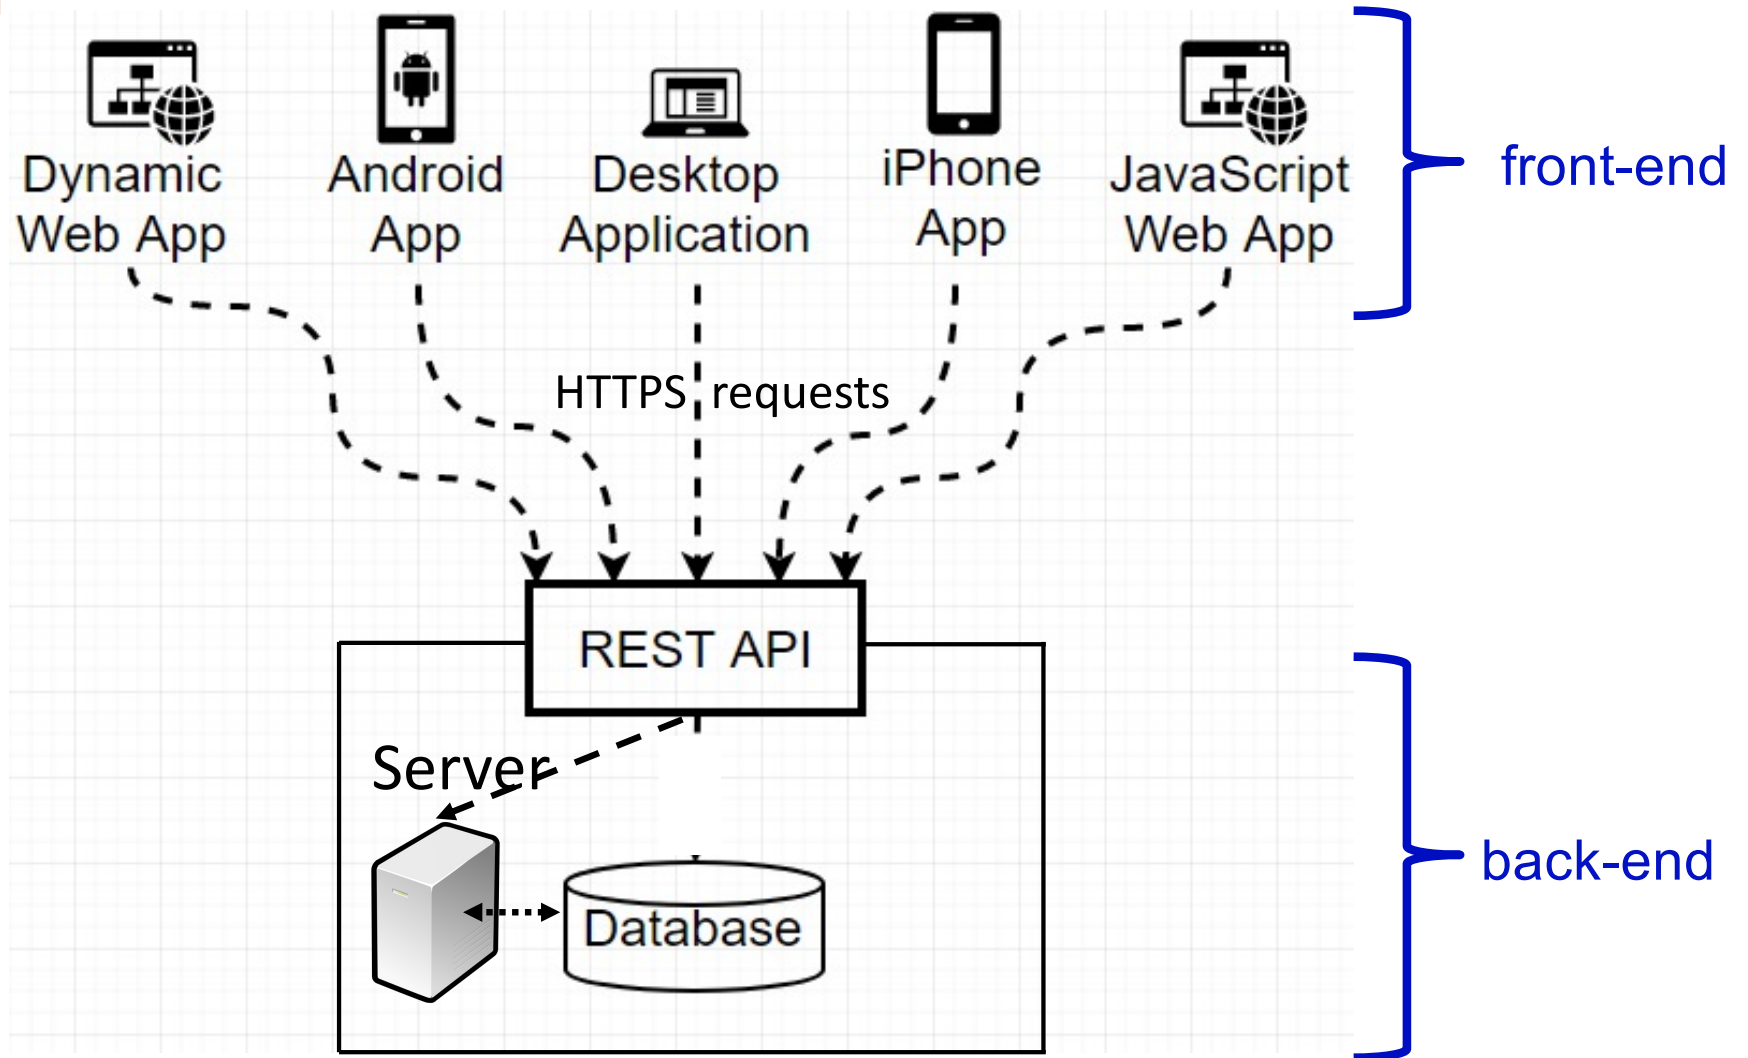 Dynamic
Web App
Android
App
Desktop
Application
iPhone
App
JavaScript
Web App
front-end
HTTPS requests
REST API
Server
Database
back-end